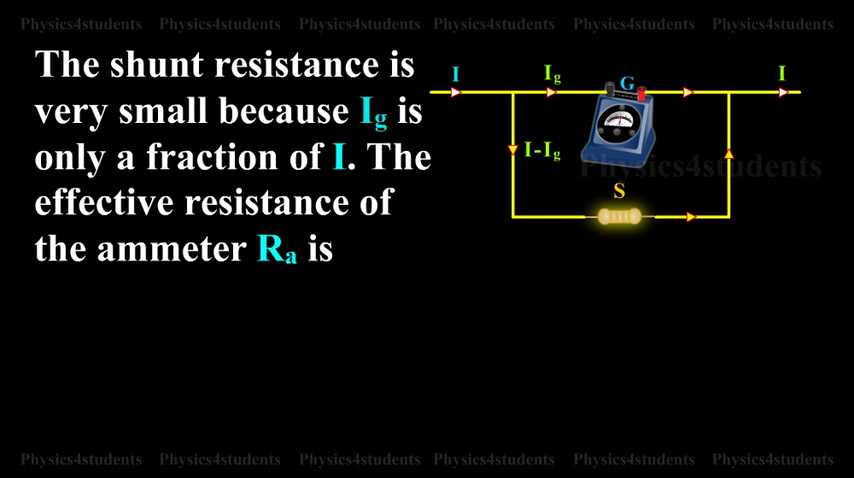 Physics4students Physics4students Physics4students Physics4students Physics4students Physics4students
The shunt resistance is
very small because Ig is
only a fraction of I. The
effective resistance of
the ammeter Ra is
I Ig G I
I-Ig
Physics4students
S
Physics4students Physics4students Physics4students Physics4students Physics4students Physics4students